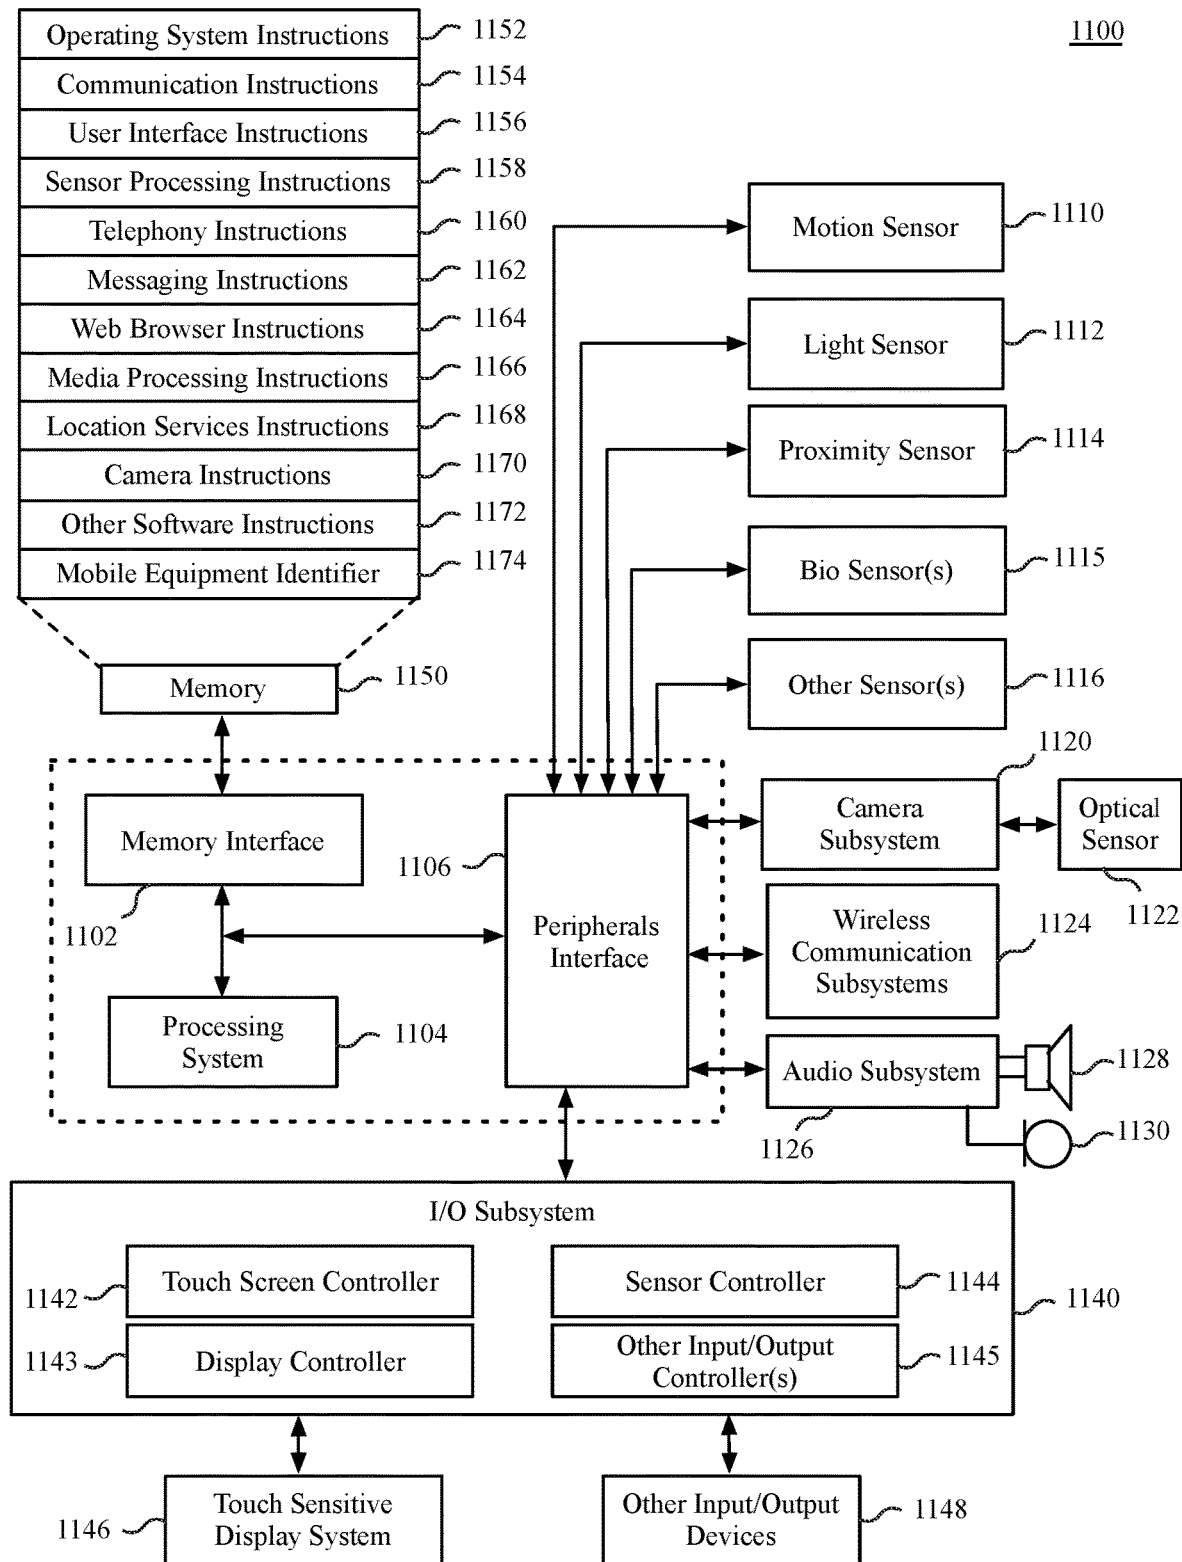 1100
Operating System Instructions 1152
Communication Instructions 1154
User Interface Instructions 1156
Sensor Processing Instructions 1158
Telephony Instructions 1160
Messaging Instructions 1162
Web Browser Instructions 1164
Media Processing Instructions 1166
Location Services Instructions 1168
Camera Instructions 1170
Other Software Instructions 1172
Mobile Equipment Identifier 1174
Memory 1150
Motion Sensor 1110
Light Sensor 1112
Proximity Sensor 1114
Bio Sensor(s) 1115
Other Sensor(s) 1116
Memory Interface
1102
Processing
System
1104
1106
Peripherals
Interface
1120
Camera
Subsystem
Optical
Sensor
1122
Wireless
Communication
Subsystems
1124
Audio Subsystem
1126
1128
1130
I/O Subsystem
1140
1142
Touch Screen Controller
Sensor Controller
1144
1143
Display Controller
Other Input/Output
Controller(s)
1145
1146
Touch Sensitive
Display System
Other Input/Output
Devices
1148